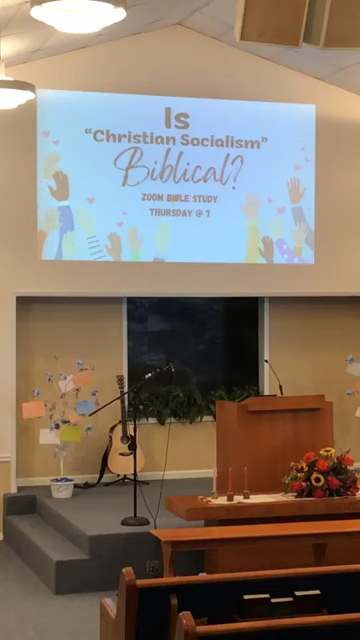 Is
“Christian Socialism”
Biblical?
ZOOM BIBLE STUDY
THURSDAY @ 7